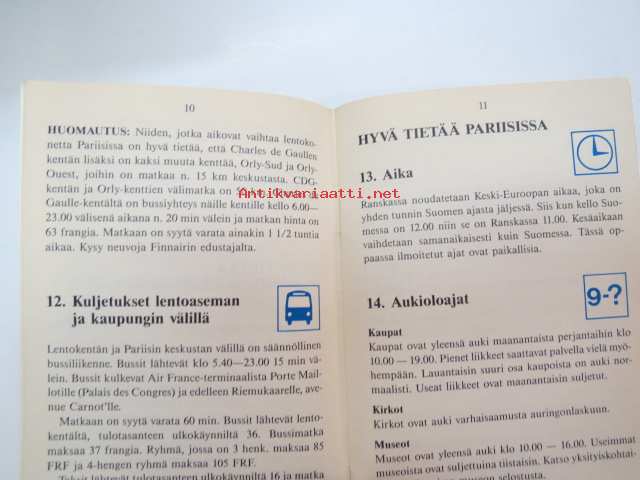 10
HUOMAUTUS: Niiden, jotka aikovat vaihtaa lentoko-
netta Pariisissa on hyvä tietää, että Charles de Gaullen
kentän lisäksi on kaksi muuta kenttää, Orly-Sud ja Orly-
Ouest, joihin on matkaa n. 15 km keskustasta. CDG-
kentän ja Orly-kenttien välimatka on
Gaulle-kentältä on bussiyhteys näille kentille kello 6.00—
23.00 välisenä aikana n. 20 min välein ja matkan hinta on
63 frangia. Matkaan on syytä varata ainakin 1 1/2 tuntia
aikaa. Kysy neuvoja Finnairin edustajalta.
12. Kuljetukset lentoaseman
ja kaupungin välillä
Lentokentän ja Pariisin keskustan välillä on säännöllinen
bussiliikenne. Bussit lähtevät klo 5.40—23.00 15 min vä-
lein. Bussit kulkevat Air France-terminaalista Porte Mail-
lotille (Palais des Congres) ja edelleen Riemukaarelle, ave-
nue Carnot'lle.
Matkaan on syytä varata 60 min. Bussit lähtevät lento-
kentältä, tulotasanteen ulkokäynniltä 36. Bussimatka
maksaa 37 frangia. Ryhmä, jossa on 3 henk. maksaa 85
FRF ja 4-hengen ryhmä maksaa 105 FRF.
Taksit lähtevät tulotasanteen ulkokäynniltä 16 ja matka
11
HYVÄ TIETÄÄ PARIISISSA
13. Aika
Ranskassa noudatetaan Keski-Euroopan aikaa, joka on
yhden tunnin Suomen ajasta jäljessä. Siis kun kello Suo-
messa on 12.00 niin se on Ranskassa 11.00. Kesäaikaan
vaihdetaan samanaikaisesti kuin Suomessa. Tässä op-
paassa ilmoitetut ajat ovat paikallisia.
14. Aukioloajat
9-?
Kaupat
Kaupat ovat yleensä auki maanantaista perjantaihin klo
10.00 — 19.00. Pienet liikkeet saattavat palvella vielä myö-
hempään. Lauantaisin suuri osa kaupoista on auki nor-
maalisti. Useat liikkeet ovat maanantaisin suljetut.
Kirkot
Kirkot ovat auki varhaisaamusta auringonlaskuun.
Museot
Museot ovat yleensä auki klo 10.00 — 16.00. Useimmat
museoista ovat suljettuina tiistaisin. Katso yksityiskohtai-
museon selostusta.
Antikvariaatti.net